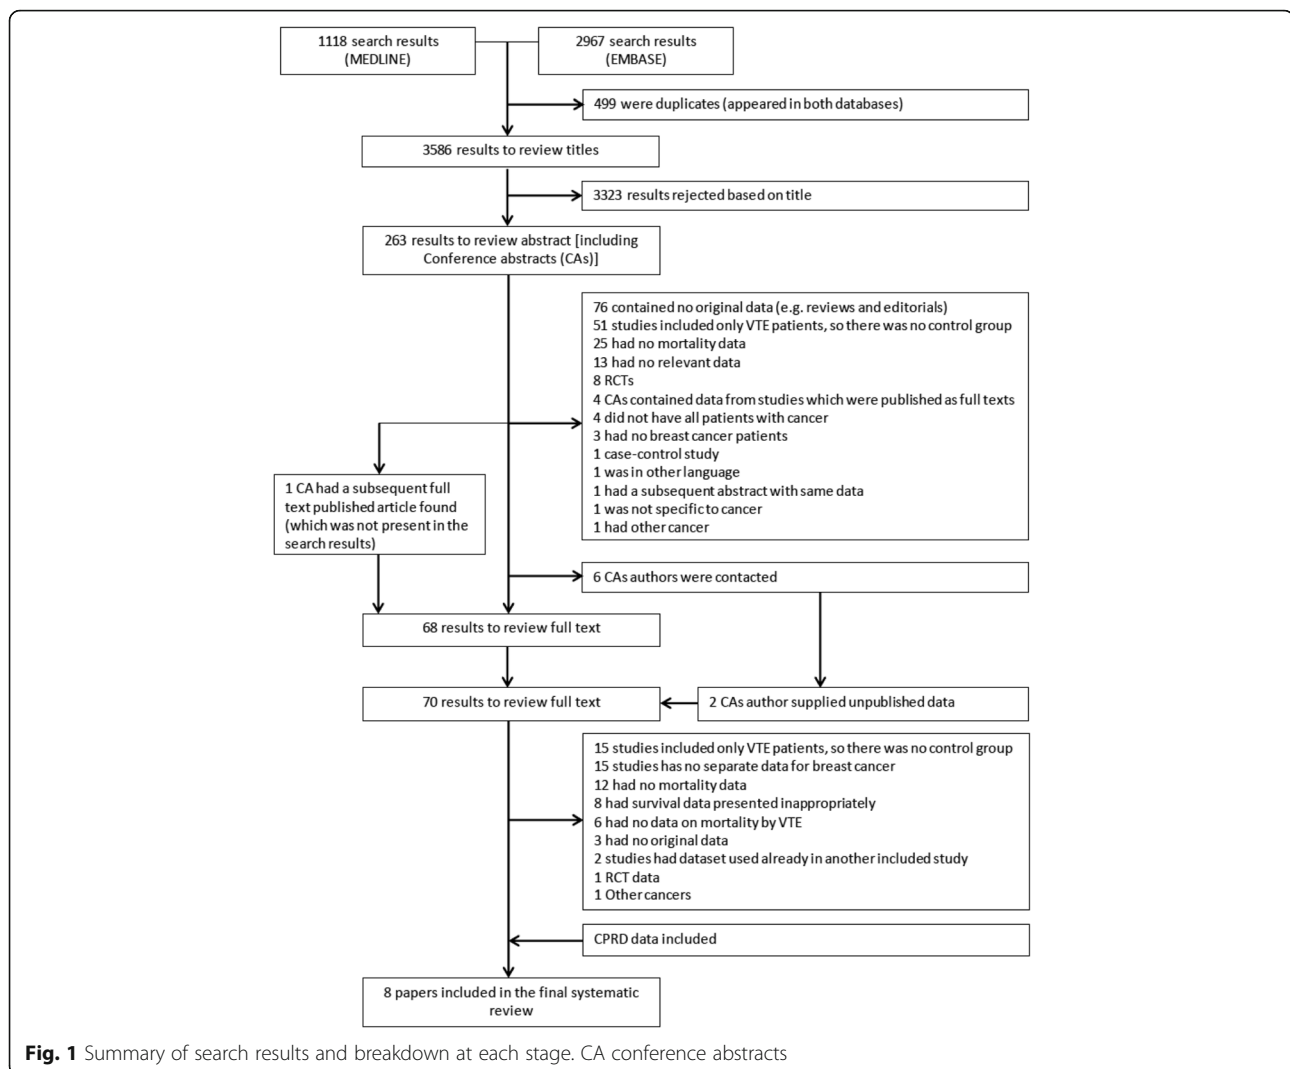 1118 search results
(MEDLINE)
2967 search results
(EMBASE)
499 were duplicates (appeared in both databases)
3586 results to review titles
3323 results rejected based on title
263 results to review abstract [including
Conference abstracts (CAs)]
76 contained no original data (e.g. reviews and editorials)
51 studies included only VTE patients, so there was no control group
25 had no mortality data
13 had no relevant data
8 RCTs
4 CAs contained data from studies which were published as full texts
4 did not have all patients with cancer
3 had no breast cancer patients
1 case-control study
1 was in other language
1 had a subsequent abstract with same data
1 was not specific to cancer
1 had other cancer
1 CA had a subsequent full
text published article found
(which was not present in the
search results)
6 CAs authors were contacted
68 results to review full text
70 results to review full text
2 CAs author supplied unpublished data
15 studies included only VTE patients, so there was no control group
15 studies has no separate data for breast cancer
12 had no mortality data
8 had survival data presented inappropriately
6 had no data on mortality by VTE
3 had no original data
2 studies had dataset used already in another included study
1 RCT data
1 Other cancers
CPRD data included
8 papers included in the final systematic
review
Fig. 1 Summary of search results and breakdown at each stage. CA conference abstracts